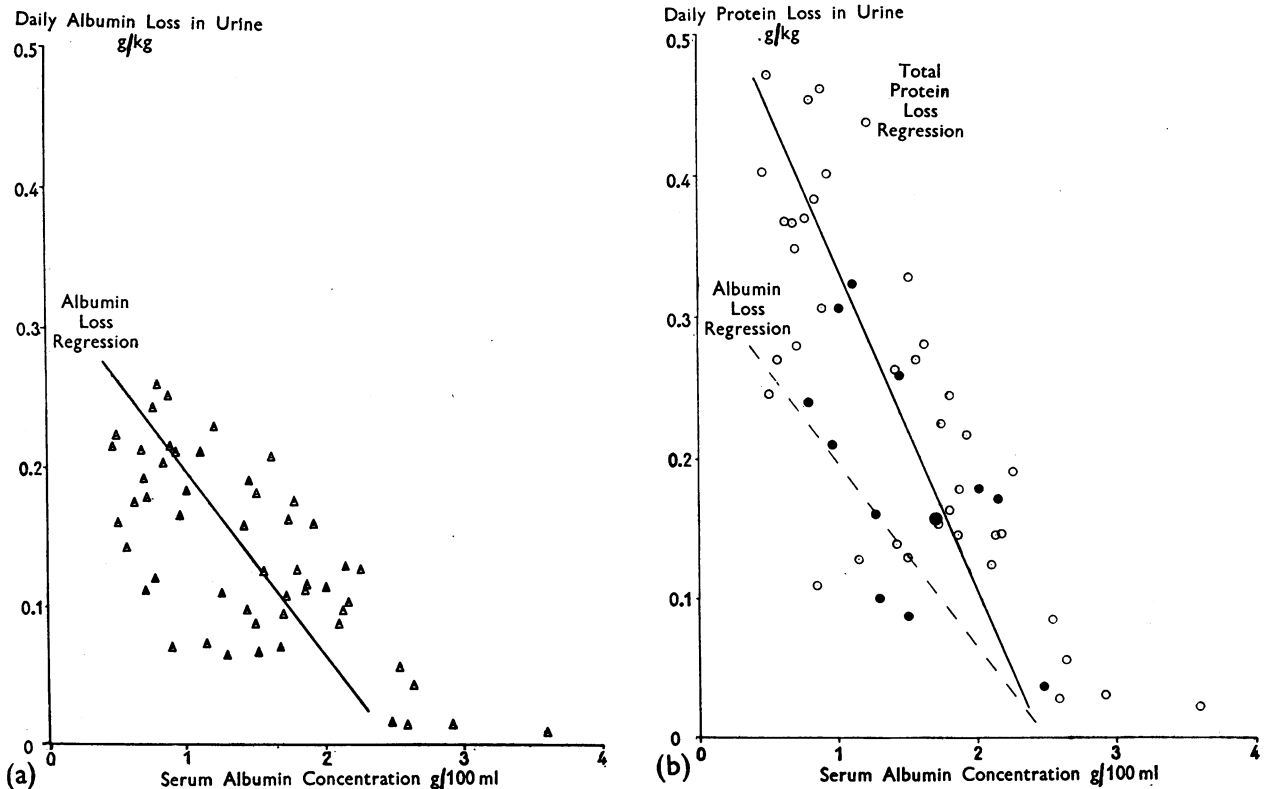 Daily Albumin Loss in Urine
g/kg
0.5
0.4
0.3
0.2
0.1
0
Albumin
Loss
Regression
0 1 2 3 4
(a) Serum Albumin Concentration g/100 ml
Daily Protein Loss in Urine
g/kg
0.5
0.4
0.3
0.2
0.1
0
Total
Protein
Loss
Regression
Albumin
Loss
Regression
0 1 2 3 4
(b) Serum Albumin Concentration g/100 ml